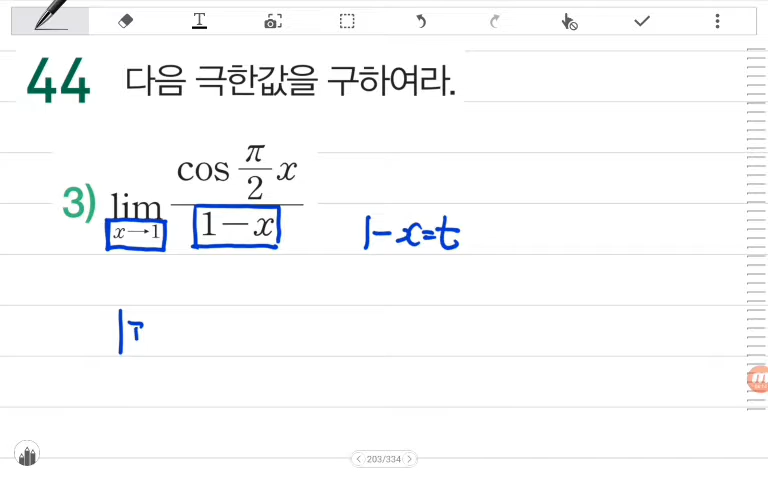 44 다음 극한값을 구하여라.
3) lim x→1 cos π/2 x / 1−x
1−x=t
203/334